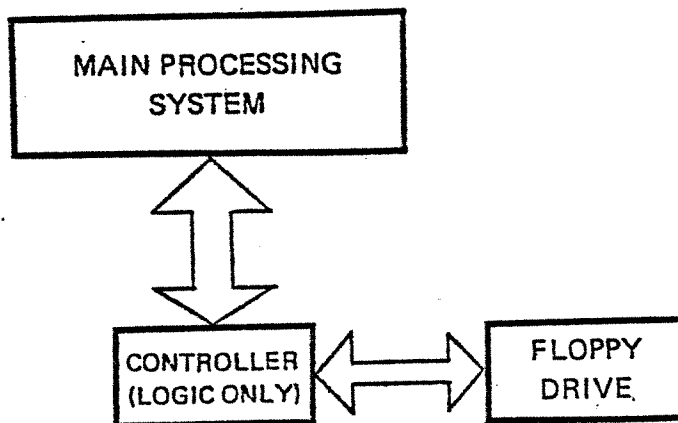 MAIN PROCESSING
SYSTEM
CONTROLLER
(LOGIC ONLY)
FLOPPY
DRIVE